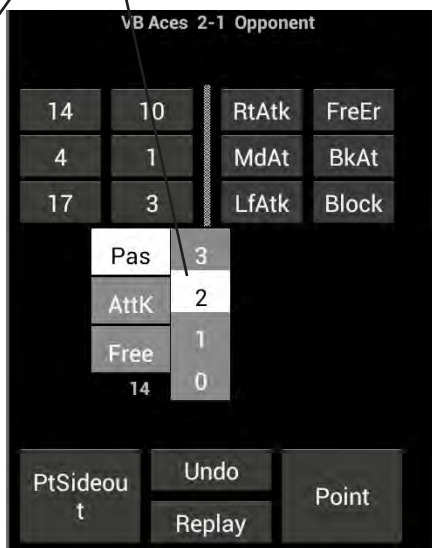 VB Aces 2-1 Opponent
14 10 RtAtk FreEr
4 1 MdAt BkAt
17 3 LfAtk Block
Pas 3
AttK 2
Free 1
14 0
PtSideou
t
Undo
Replay
Point